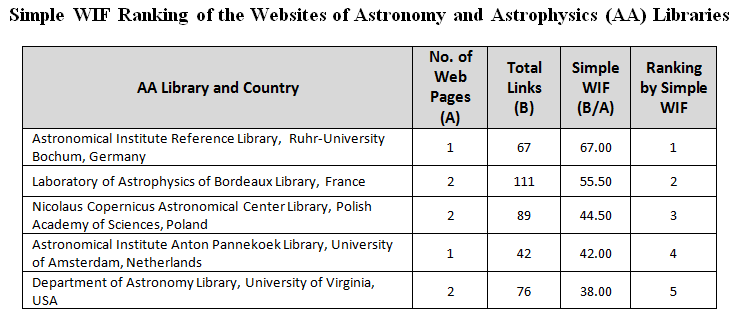 Simple WIF Ranking of the Websites of Astronomy and Astrophysics (AA) Libraries
AA Library and Country
No. of
Web
Pages
(A)
Total
Links
(B)
Simple
WIF
(B/A)
Ranking
by Simple
WIF
Astronomical Institute Reference Library, Ruhr-University
Bochum, Germany
1
67
67.00
1
Laboratory of Astrophysics of Bordeaux Library, France
2
111
55.50
2
Nicolaus Copernicus Astronomical Center Library, Polish
Academy of Sciences, Poland
2
89
44.50
3
Astronomical Institute Anton Pannekoek Library, University
of Amsterdam, Netherlands
1
42
42.00
4
Department of Astronomy Library, University of Virginia,
USA
2
76
38.00
5